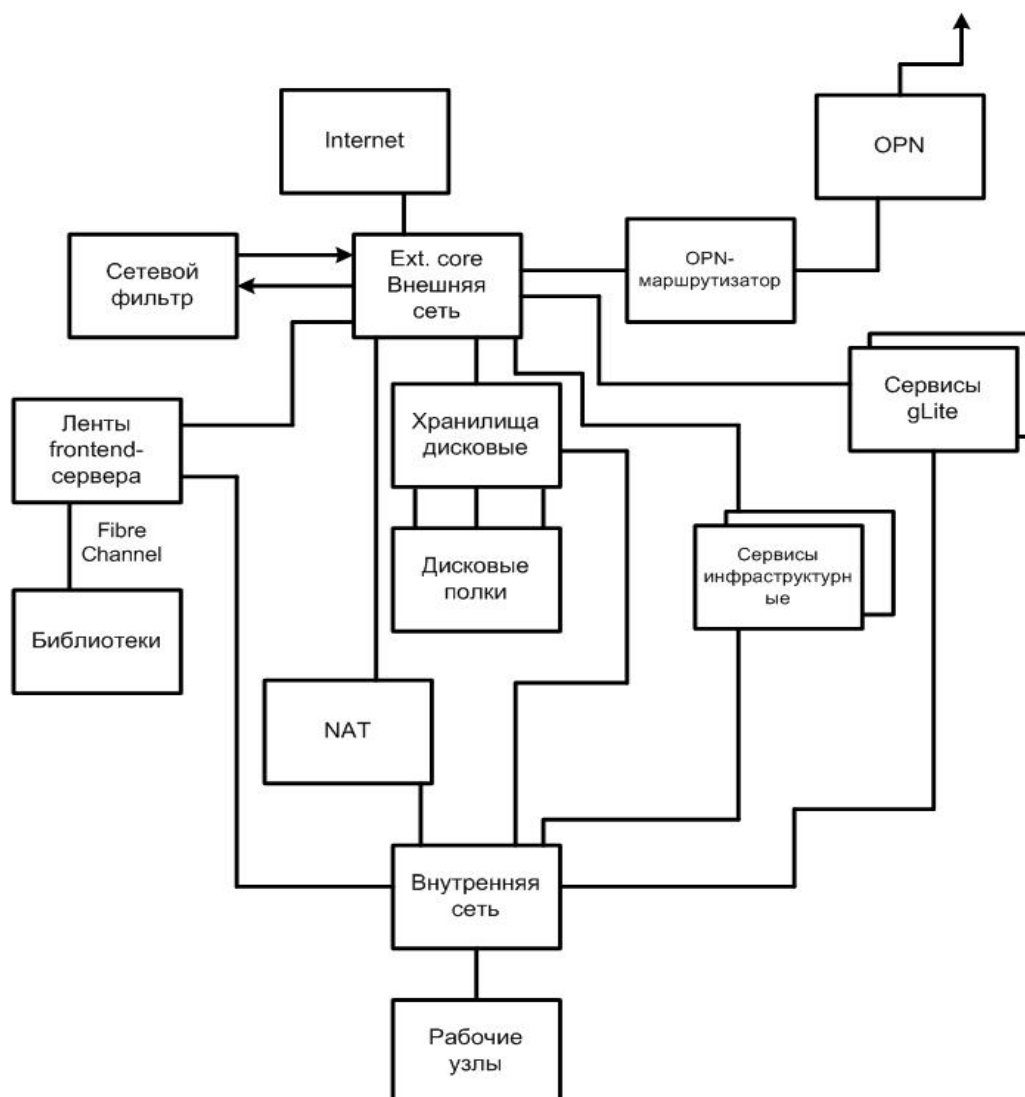 Internet
OPN
Сетевой
фильтр
Ext. core
Внешняя
сеть
OPN-
маршрутизатор
Сервисы
gLite
Ленты
frontend-
сервера
Хранилища
дисковые
Fibre
Channel
Дисковые
полки
Сервисы
инфраструктурн
ые
Библиотеки
NAT
Внутренняя
сеть
Рабочие
узлы